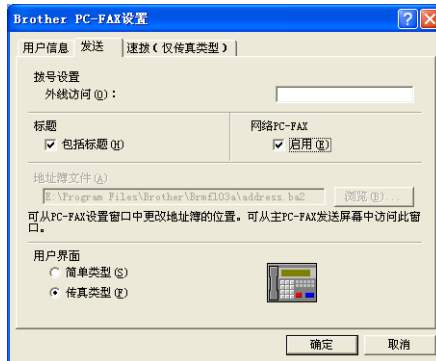 Brother PC-FAX设置
用户信息 发送 速拨(仅传真类型)
拨号设置
外线访问(O):
标题 网络PC-FAX
包括标题(H) 启用(E)
地址簿文件(A)
E:\Program Files\Brother\Brmfl03a\address.ba2 浏览(B)...
可从PC-FAX设置窗口中更改地址簿的位置。可从主PC-FAX发送屏幕中访问此窗
口。
用户界面
简单类型(S)
传真类型(F)
确定 取消